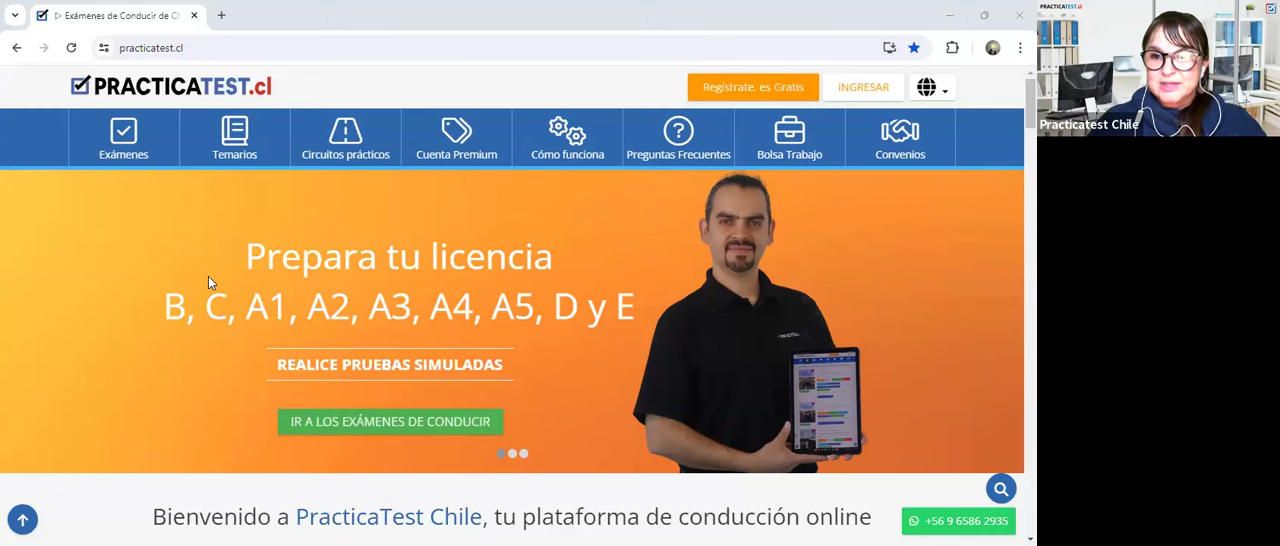 ▷ Exámenes de Conducir de C
practicatest.cl
PRACTICATEST.cl
Regístrate, es Gratis
INGRESAR
Exámenes
Temarios
Circuitos prácticos
Cuenta Premium
Cómo funciona
Preguntas Frecuentes
Bolsa Trabajo
Convenios
Prepara tu licencia
B, C, A1, A2, A3, A4, A5, D y E
REALICE PRUEBAS SIMULADAS
IR A LOS EXÁMENES DE CONDUCIR
Bienvenido a PracticaTest Chile, tu plataforma de conducción online
+56 9 6586 2935
PRACTICATEST.cl
Practicatest Chile